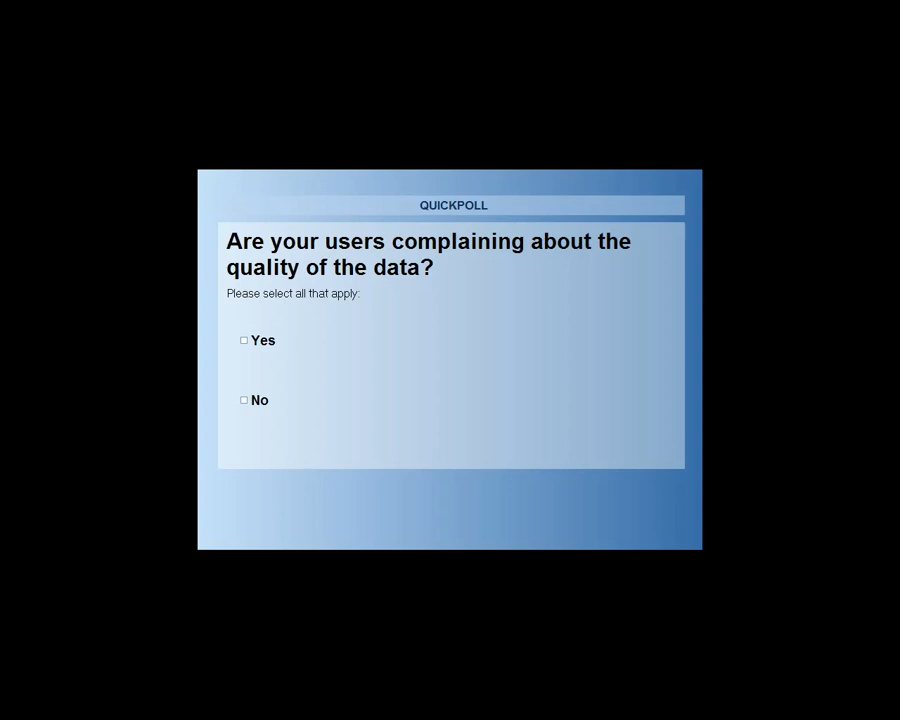 QUICKPOLL
Are your users complaining about the
quality of the data?
Please select all that apply:
Yes
No